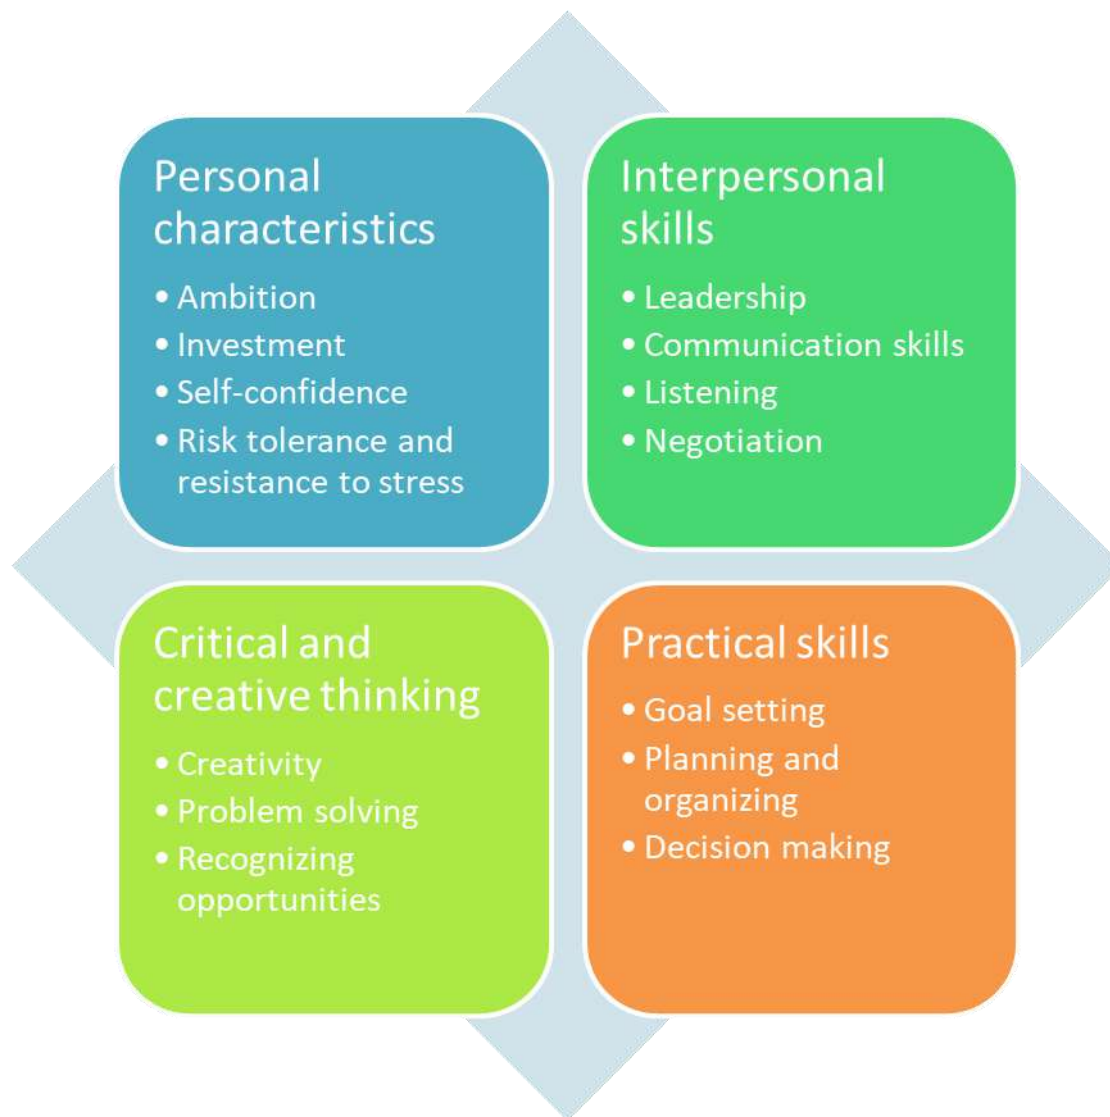 Personal
characteristics
• Ambition
• Investment
• Self-confidence
• Risk tolerance and
resistance to stress
Interpersonal
skills
• Leadership
• Communication skills
• Listening
• Negotiation
Critical and
creative thinking
• Creativity
• Problem solving
• Recognizing
opportunities
Practical skills
• Goal setting
• Planning and
organizing
• Decision making